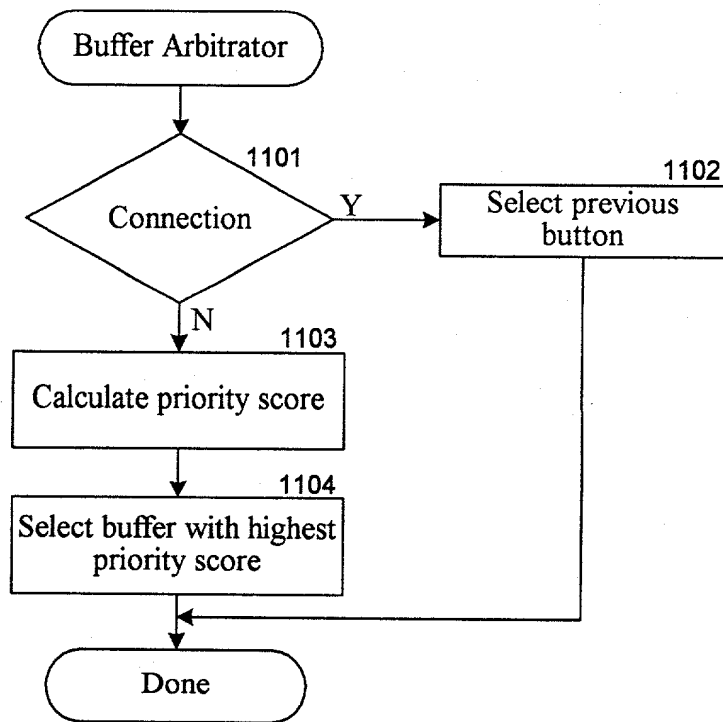 Buffer Arbitrator
1101
Connection
Y
1102
Select previous
button
N
1103
Calculate priority score
1104
Select buffer with highest
priority score
Done